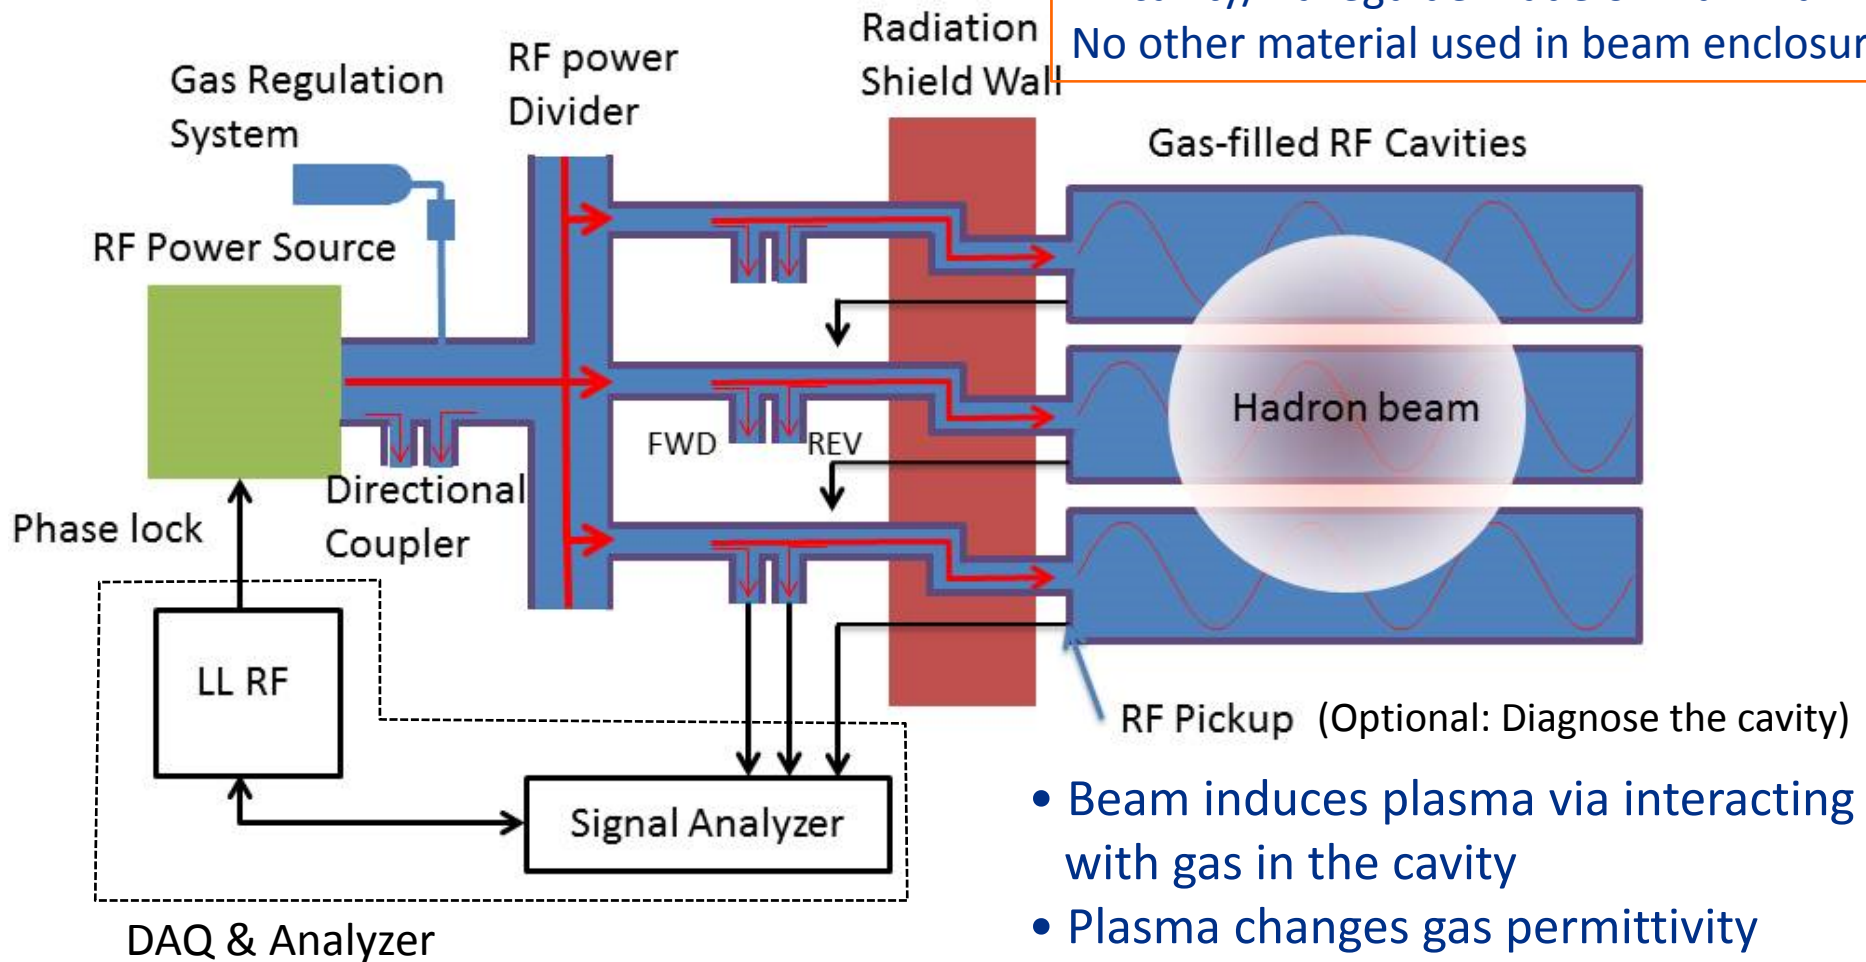 No other material used in beam enclosur
Radiation
Shield Wall
RF power
Divider
Gas Regulation
System
Gas-filled RF Cavities
RF Power Source
Hadron beam
FWD
REV
Directional
Coupler
Phase lock
LL RF
RF Pickup (Optional: Diagnose the cavity)
Signal Analyzer
• Beam induces plasma via interacting
with gas in the cavity
• Plasma changes gas permittivity
DAQ & Analyzer